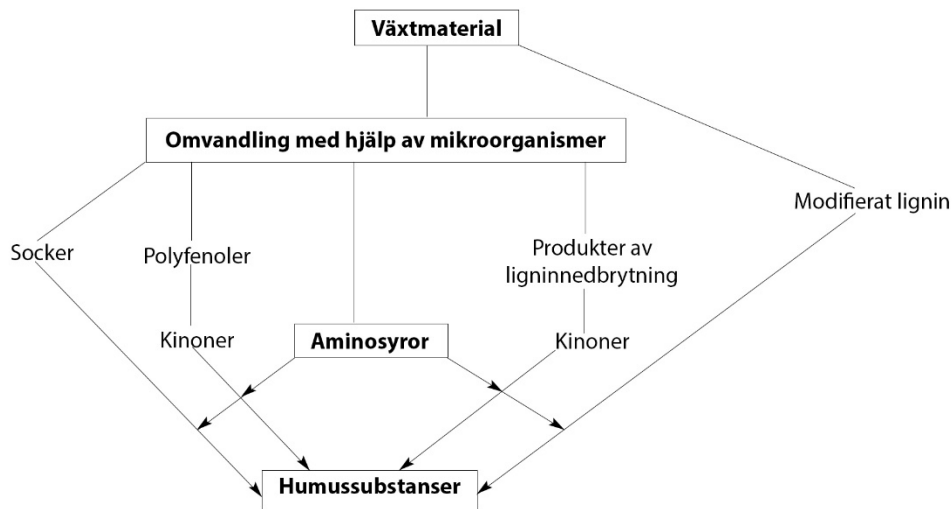 Växtmaterial
Omvandling med hjälp av mikroorganismer
Modifierat lignin
Socker
Polyfenoler
Produkter av
ligninnedbrytning
Kinoner
Aminosyror
Kinoner
Humussubstanser